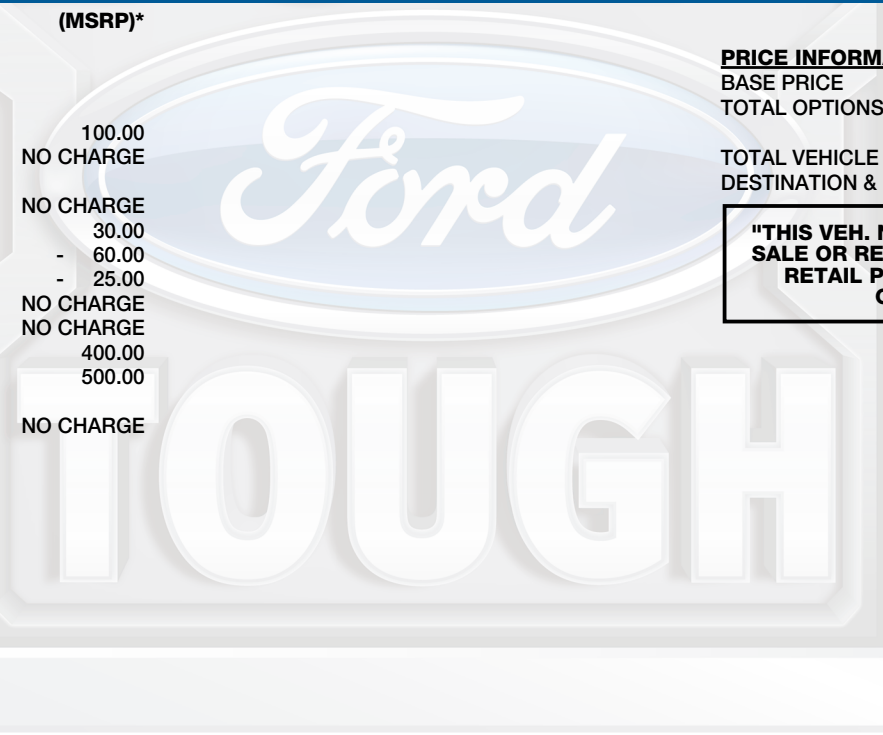 (MSRP)*
100.00
NO CHARGE
NO CHARGE
30.00
- 60.00
- 25.00
NO CHARGE
NO CHARGE
400.00
500.00
NO CHARGE
PRICE INFORMA
BASE PRICE
TOTAL OPTIONS
TOTAL VEHICLE
DESTINATION &
"THIS VEH. N
SALE OR RE
RETAIL P
Ford
TOUGH